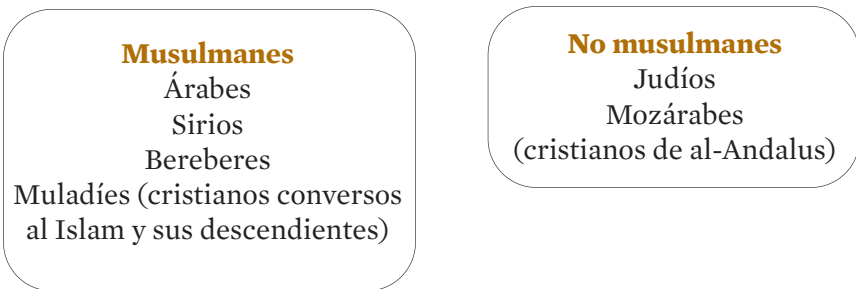 Musulmanes
Árabes
Sirios
Bereberes
Muladíes (cristianos conversos
al Islam y sus descendientes)
No musulmanes
Judíos
Mozárabes
(cristianos de al-Andalus)